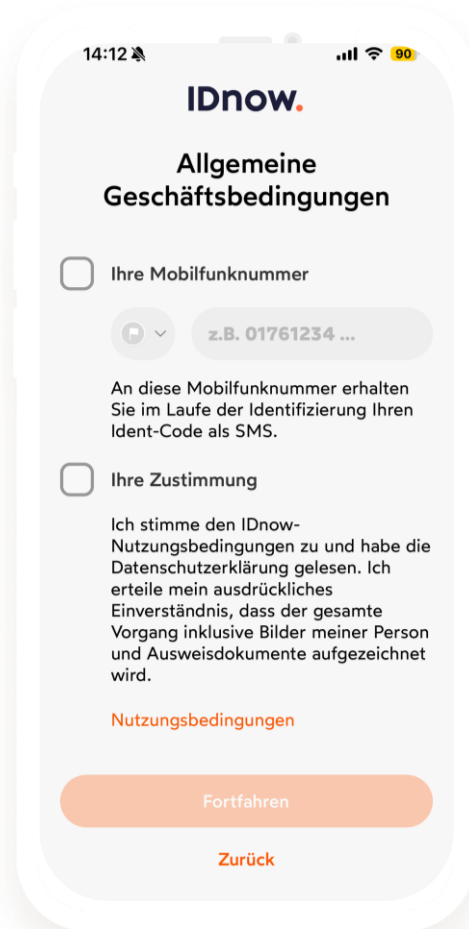 14:12
90
IDnow.
Allgemeine
Geschäftsbedingungen
Ihre Mobilfunknummer
z.B. 01761234 ...
An diese Mobilfunknummer erhalten
Sie im Laufe der Identifizierung Ihren
Ident-Code als SMS.
Ihre Zustimmung
Ich stimme den IDnow-
Nutzungsbedingungen zu und habe die
Datenschutzerklärung gelesen. Ich
erteile mein ausdrückliches
Einverständnis, dass der gesamte
Vorgang inklusive Bilder meiner Person
und Ausweisdokumente aufgezeichnet
wird.
Nutzungsbedingungen
Fortfahren
Zurück